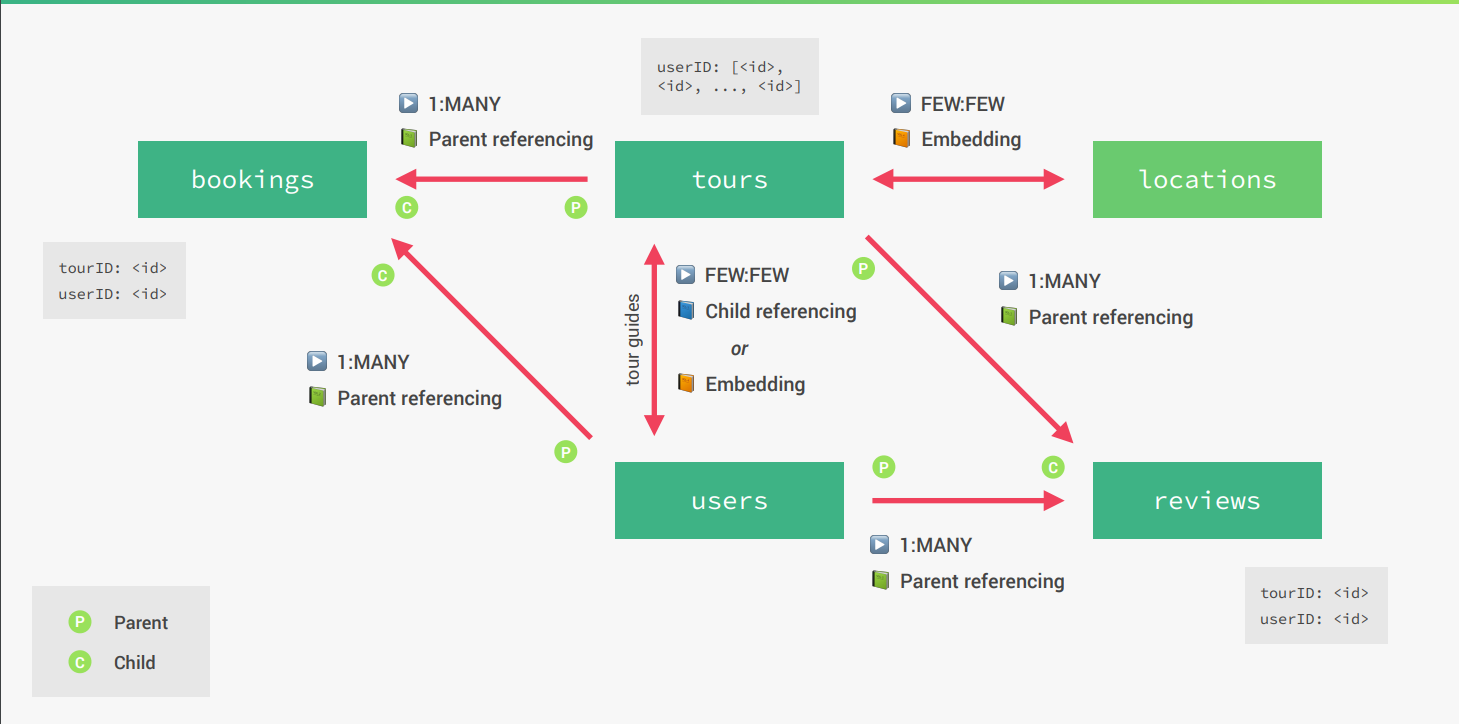 userID: [<id>,
<id>, ..., <id>]
1:MANY
Parent referencing
FEW:FEW
Embedding
bookings
tours
locations
C
P
tourID: <id>
userID: <id>
C
tour guides
FEW:FEW
Child referencing
or
Embedding
P
1:MANY
Parent referencing
1:MANY
Parent referencing
P
P
C
users
reviews
1:MANY
Parent referencing
tourID: <id>
userID: <id>
P Parent
C Child